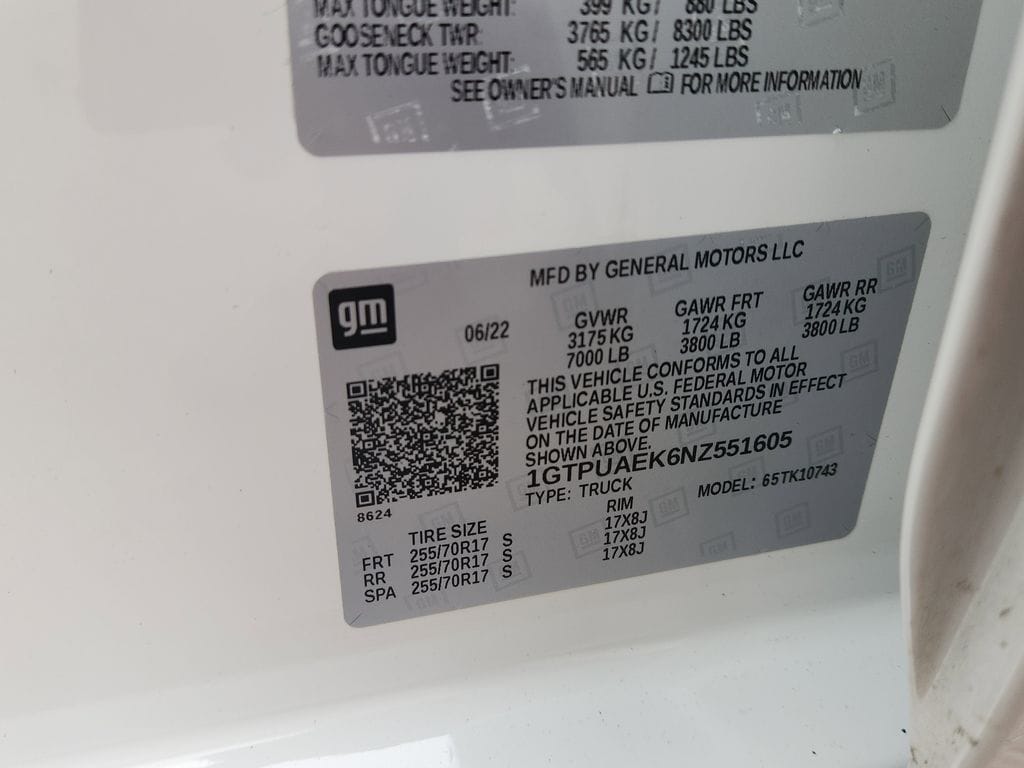 MAX TONGUE WEIGHT: 399 KG/ 880 LBS
GOOSENECK TWR: 3765 KG/ 8300 LBS
MAX TONGUE WEIGHT: 565 KG/ 1245 LBS
SEE OWNER'S MANUAL FOR MORE INFORMATION
MFD BY GENERAL MOTORS LLC
gm
06/22
GVWR GAWR FRT GAWR RR
3175 KG 1724 KG 1724 KG
7000 LB 3800 LB 3800 LB
THIS VEHICLE CONFORMS TO ALL
APPLICABLE U.S. FEDERAL MOTOR
VEHICLE SAFETY STANDARDS IN EFFECT
ON THE DATE OF MANUFACTURE
SHOWN ABOVE.
1GTPUAEK6NZ551605
TYPE: TRUCK MODEL: 65TK10743
8624
TIRE SIZE RIM
FRT 255/70R17 S 17X8J
RR 255/70R17 S 17X8J
SPA 255/70R17 S 17X8J